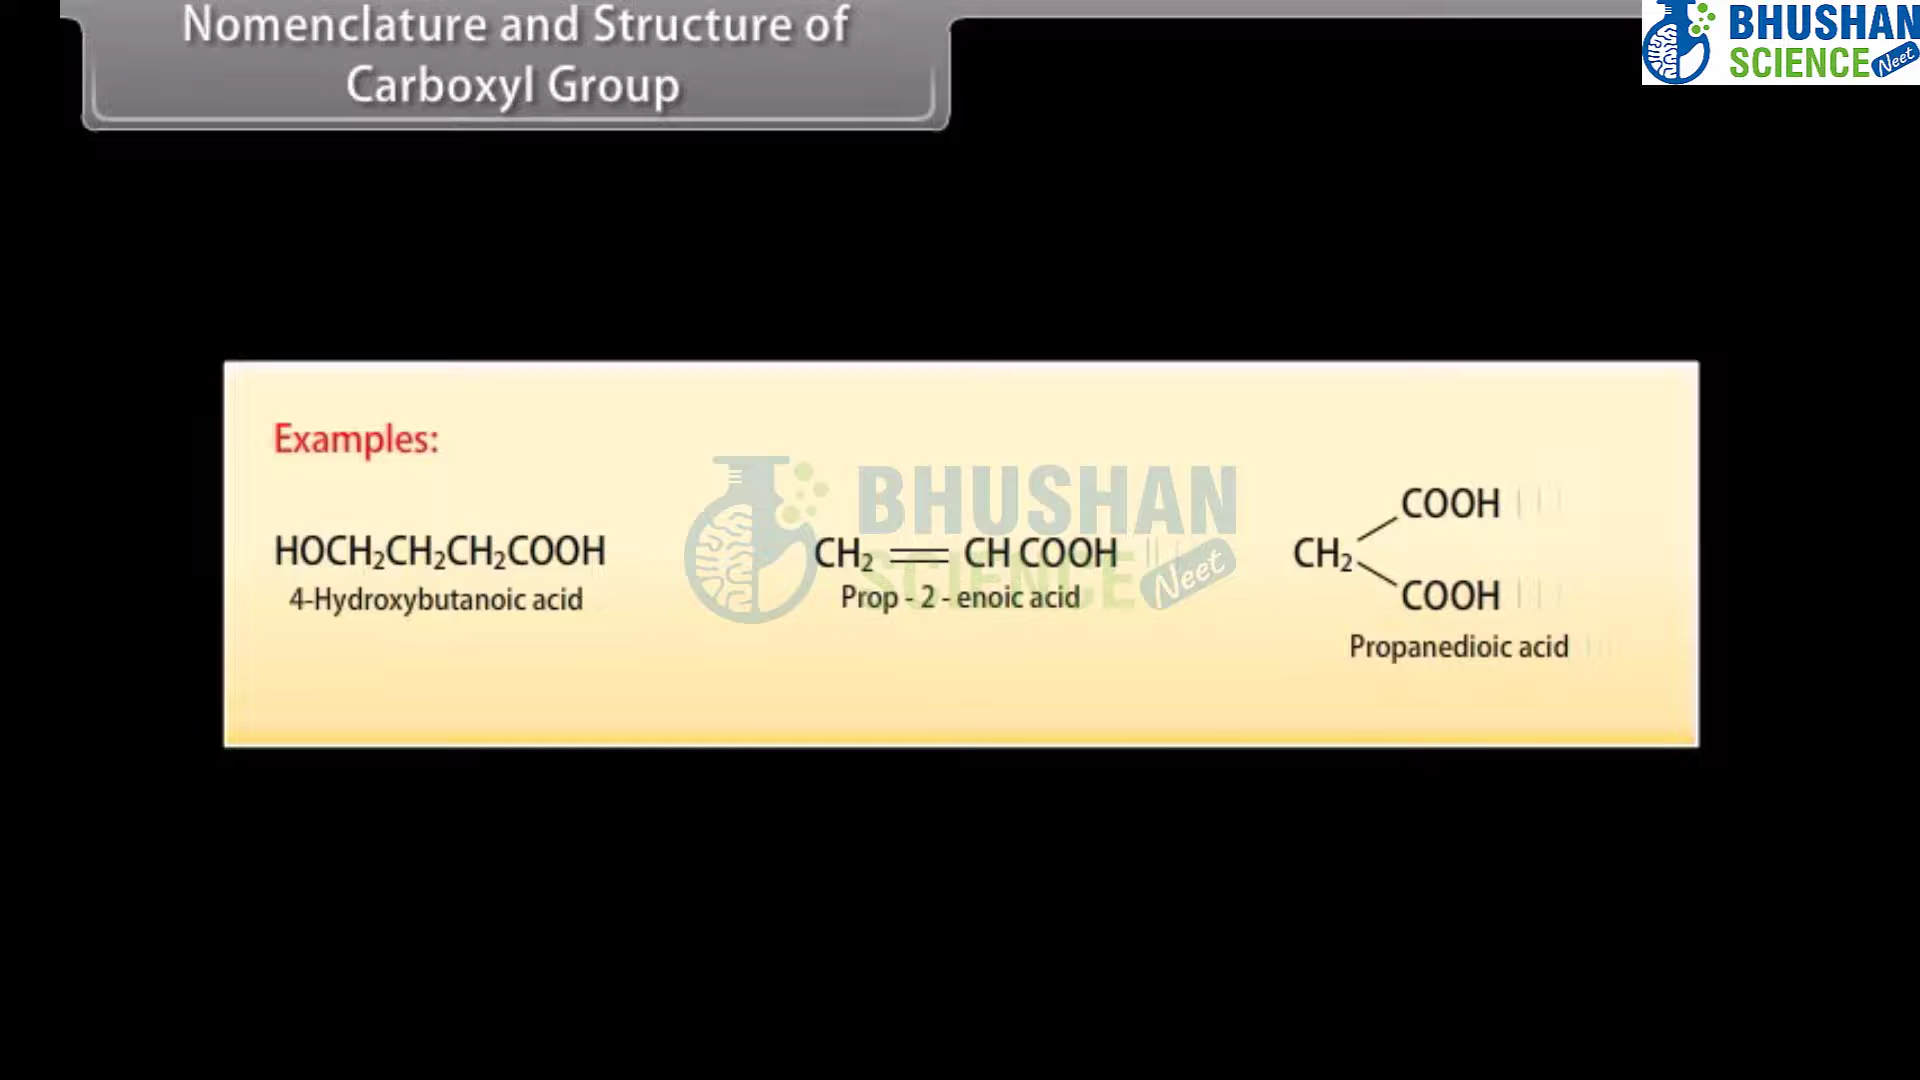 Nomenclature and Structure of
Carboxyl Group
BHUSHAN
SCIENCE Neet
Examples:
BHUSHAN
SCIENCE Neet
HOCH₂CH₂CH₂COOH
4-Hydroxybutanoic acid
CH₂ ═ CH COOH
Prop - 2 - enoic acid
COOH
CH₂
COOH
Propanedioic acid